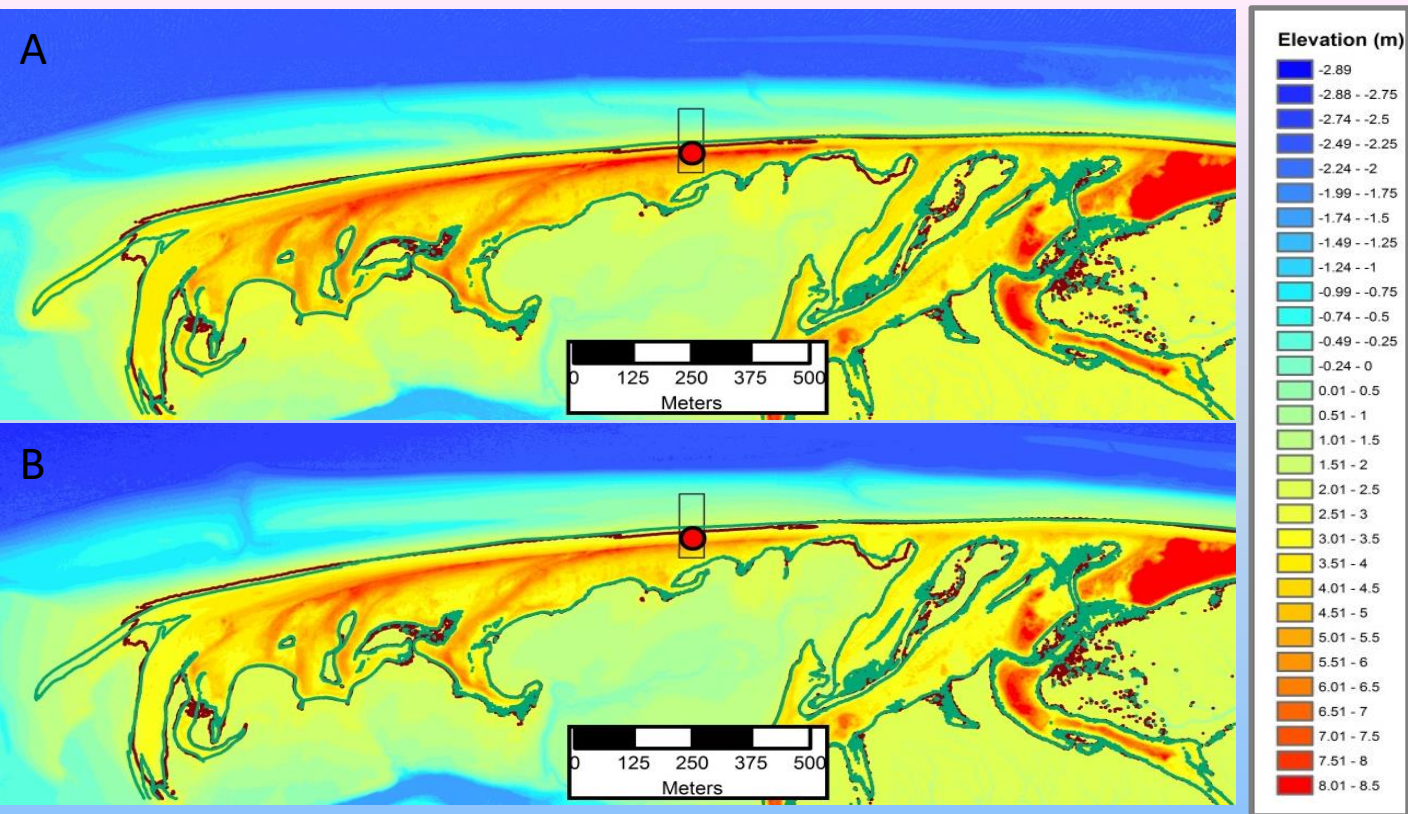 A
0 125 250 375 500
Meters
B
0 125 250 375 500
Meters
Elevation (m)
-2.89
-2.88 - -2.75
-2.74 - -2.5
-2.49 - -2.25
-2.24 - -2
-1.99 - -1.75
-1.74 - -1.5
-1.49 - -1.25
-1.24 - -1
-0.99 - -0.75
-0.74 - -0.5
-0.49 - -0.25
-0.24 - 0
0.01 - 0.5
0.51 - 1
1.01 - 1.5
1.51 - 2
2.01 - 2.5
2.51 - 3
3.01 - 3.5
3.51 - 4
4.01 - 4.5
4.51 - 5
5.01 - 5.5
5.51 - 6
6.01 - 6.5
6.51 - 7
7.01 - 7.5
7.51 - 8
8.01 - 8.5